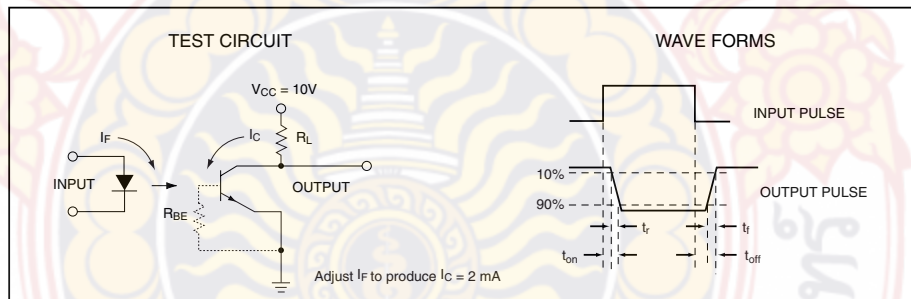 TEST CIRCUIT
WAVE FORMS
VCC = 10V
INPUT PULSE
IF
IC
RL
INPUT
OUTPUT
10%
OUTPUT PULSE
RBE
90%
tr
tf
ton
toff
Adjust IF to produce IC = 2 mA